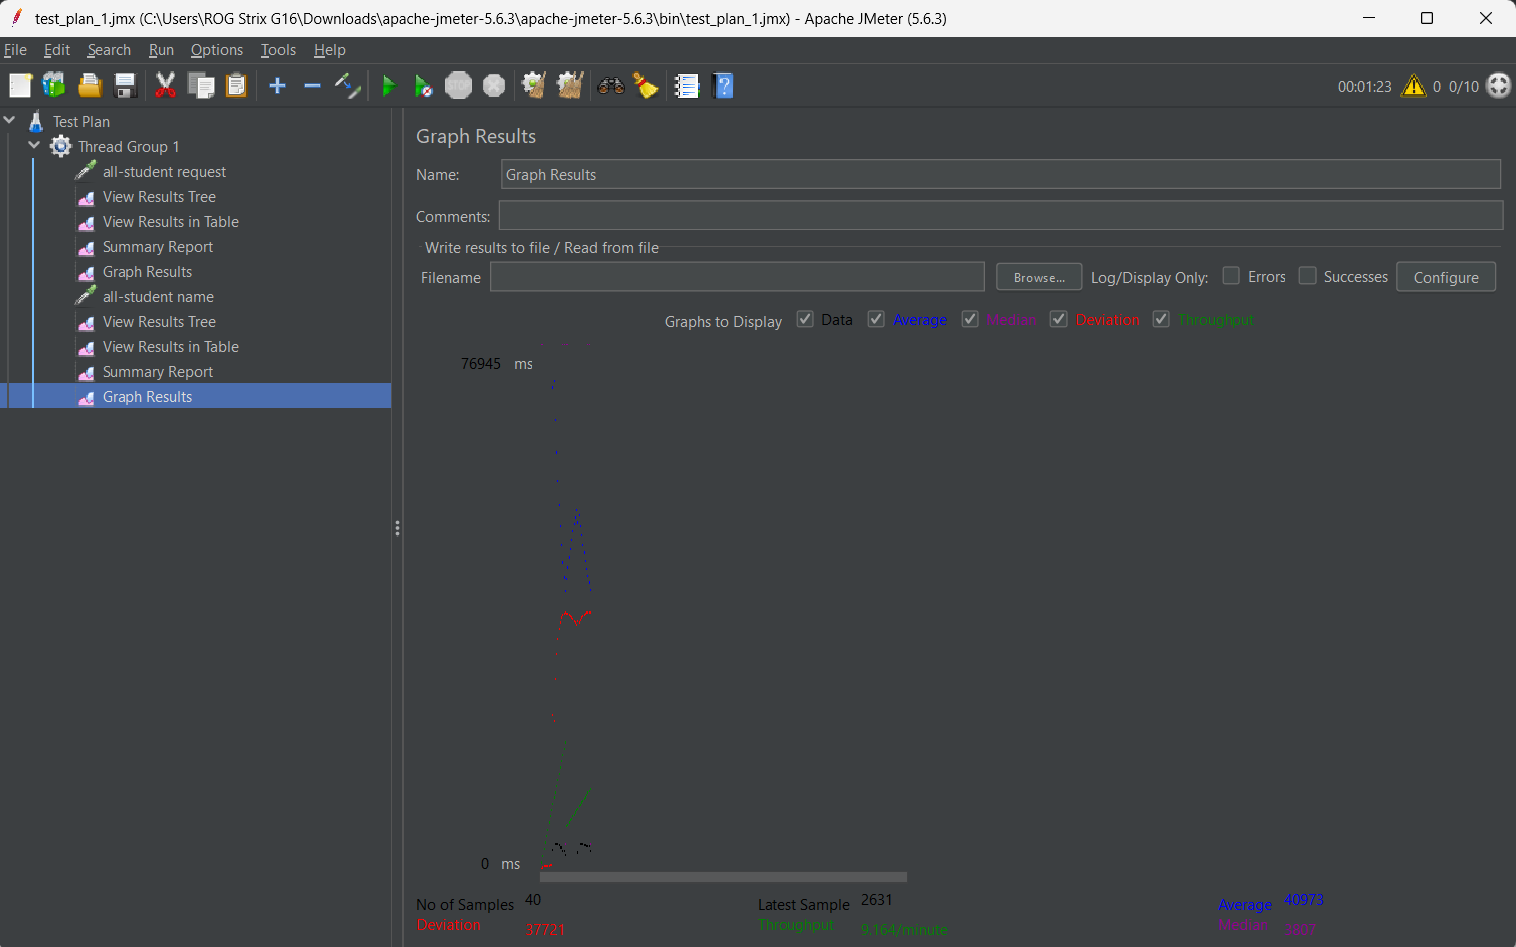 test_plan_1.jmx (C:\Users\ROG Strix G16\Downloads\apache-jmeter-5.6.3\apache-jmeter-5.6.3\bin\test_plan_1.jmx) - Apache JMeter (5.6.3)
File Edit Search Run Options Tools Help
STOP 00:01:23 0 0/10
Test Plan
Thread Group 1
all-student request
View Results Tree
View Results in Table
Summary Report
Graph Results
all-student name
View Results Tree
View Results in Table
Summary Report
Graph Results
Graph Results
Name: Graph Results
Comments:
Write results to file / Read from file
Filename Browse... Log/Display Only: Errors Successes Configure
Graphs to Display Data Average Median Deviation Throughput
76945 ms
0 ms
No of Samples 40 Latest Sample 2631 Average 40973
Deviation 37721 Throughput 9.164/minute Median 3807